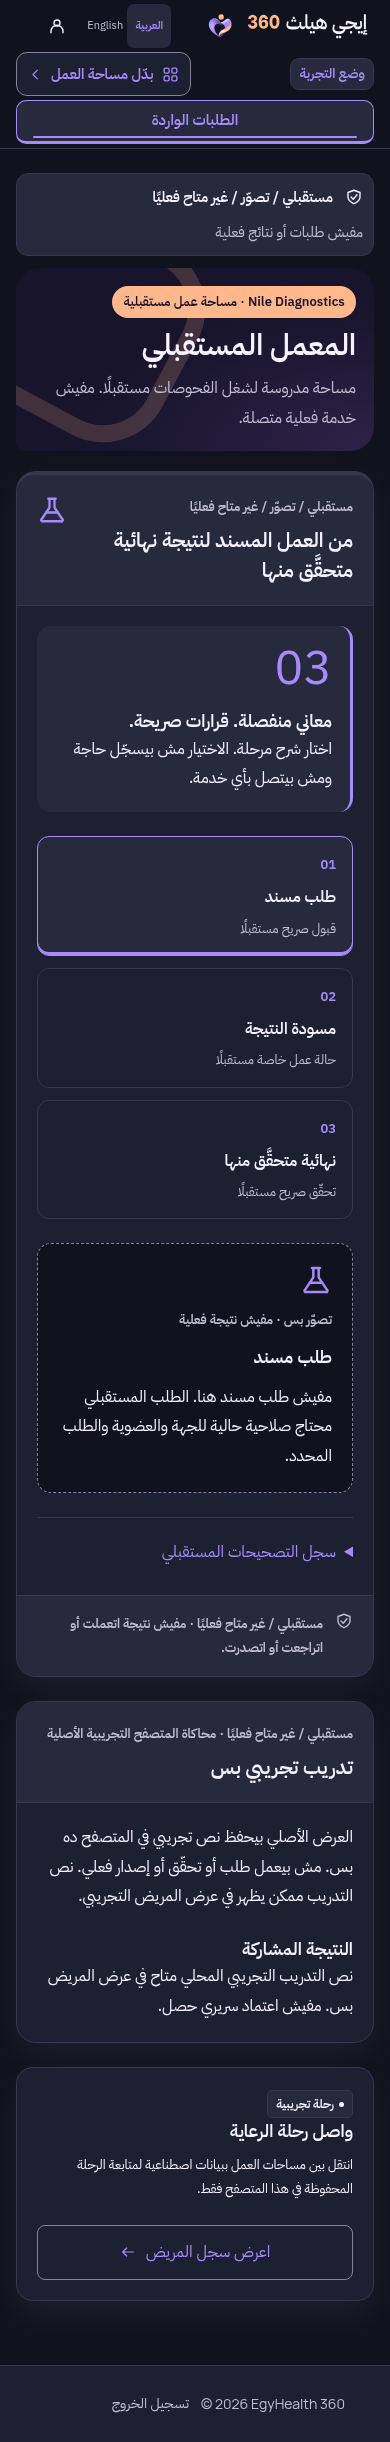 إيجي هيلث 360
العربية
English
وضع التجربة
بدّل مساحة العمل
الطلبات الواردة
مستقبلي / تصوّر / غير متاح فعليًا
مفيش طلبات أو نتائج فعلية
Nile Diagnostics · مساحة عمل مستقبلية
المعمل المستقبلي
مساحة مدروسة لشغل الفحوصات مستقبلًا. مفيش
خدمة فعلية متصلة.
مستقبلي / تصوّر / غير متاح فعليًا
من العمل المسند لنتيجة نهائية
متحقَّق منها
03
معاني منفصلة. قرارات صريحة.
اختار شرح مرحلة. الاختيار مش بيسجّل حاجة
ومش بيتصل بأي خدمة.
01
طلب مسند
قبول صريح مستقبلًا
02
مسودة النتيجة
حالة عمل خاصة مستقبلًا
03
نهائية متحقَّق منها
تحقّق صريح مستقبلًا
تصوّر بس · مفيش نتيجة فعلية
طلب مسند
مفيش طلب مسند هنا. الطلب المستقبلي
محتاج صلاحية حالية للجهة والعضوية والطلب
المحدد.
سجل التصحيحات المستقبلي
مستقبلي / غير متاح فعليًا · مفيش نتيجة اتعملت أو
اتراجعت أو اتصدرت.
مستقبلي / غير متاح فعليًا · محاكاة المتصفح التجريبية الأصلية
تدريب تجريبي بس
العرض الأصلي بيحفظ نص تجريبي في المتصفح ده
بس. مش بيعمل طلب أو تحقّق أو إصدار فعلي. نص
التدريب ممكن يظهر في عرض المريض التجريبي.
النتيجة المشاركة
نص التدريب التجريبي المحلي متاح في عرض المريض
بس. مفيش اعتماد سريري حصل.
رحلة تجريبية
واصل رحلة الرعاية
انتقل بين مساحات العمل ببيانات اصطناعية لمتابعة الرحلة
المحفوظة في هذا المتصفح فقط.
اعرض سجل المريض
© 2026 EgyHealth 360
تسجيل الخروج